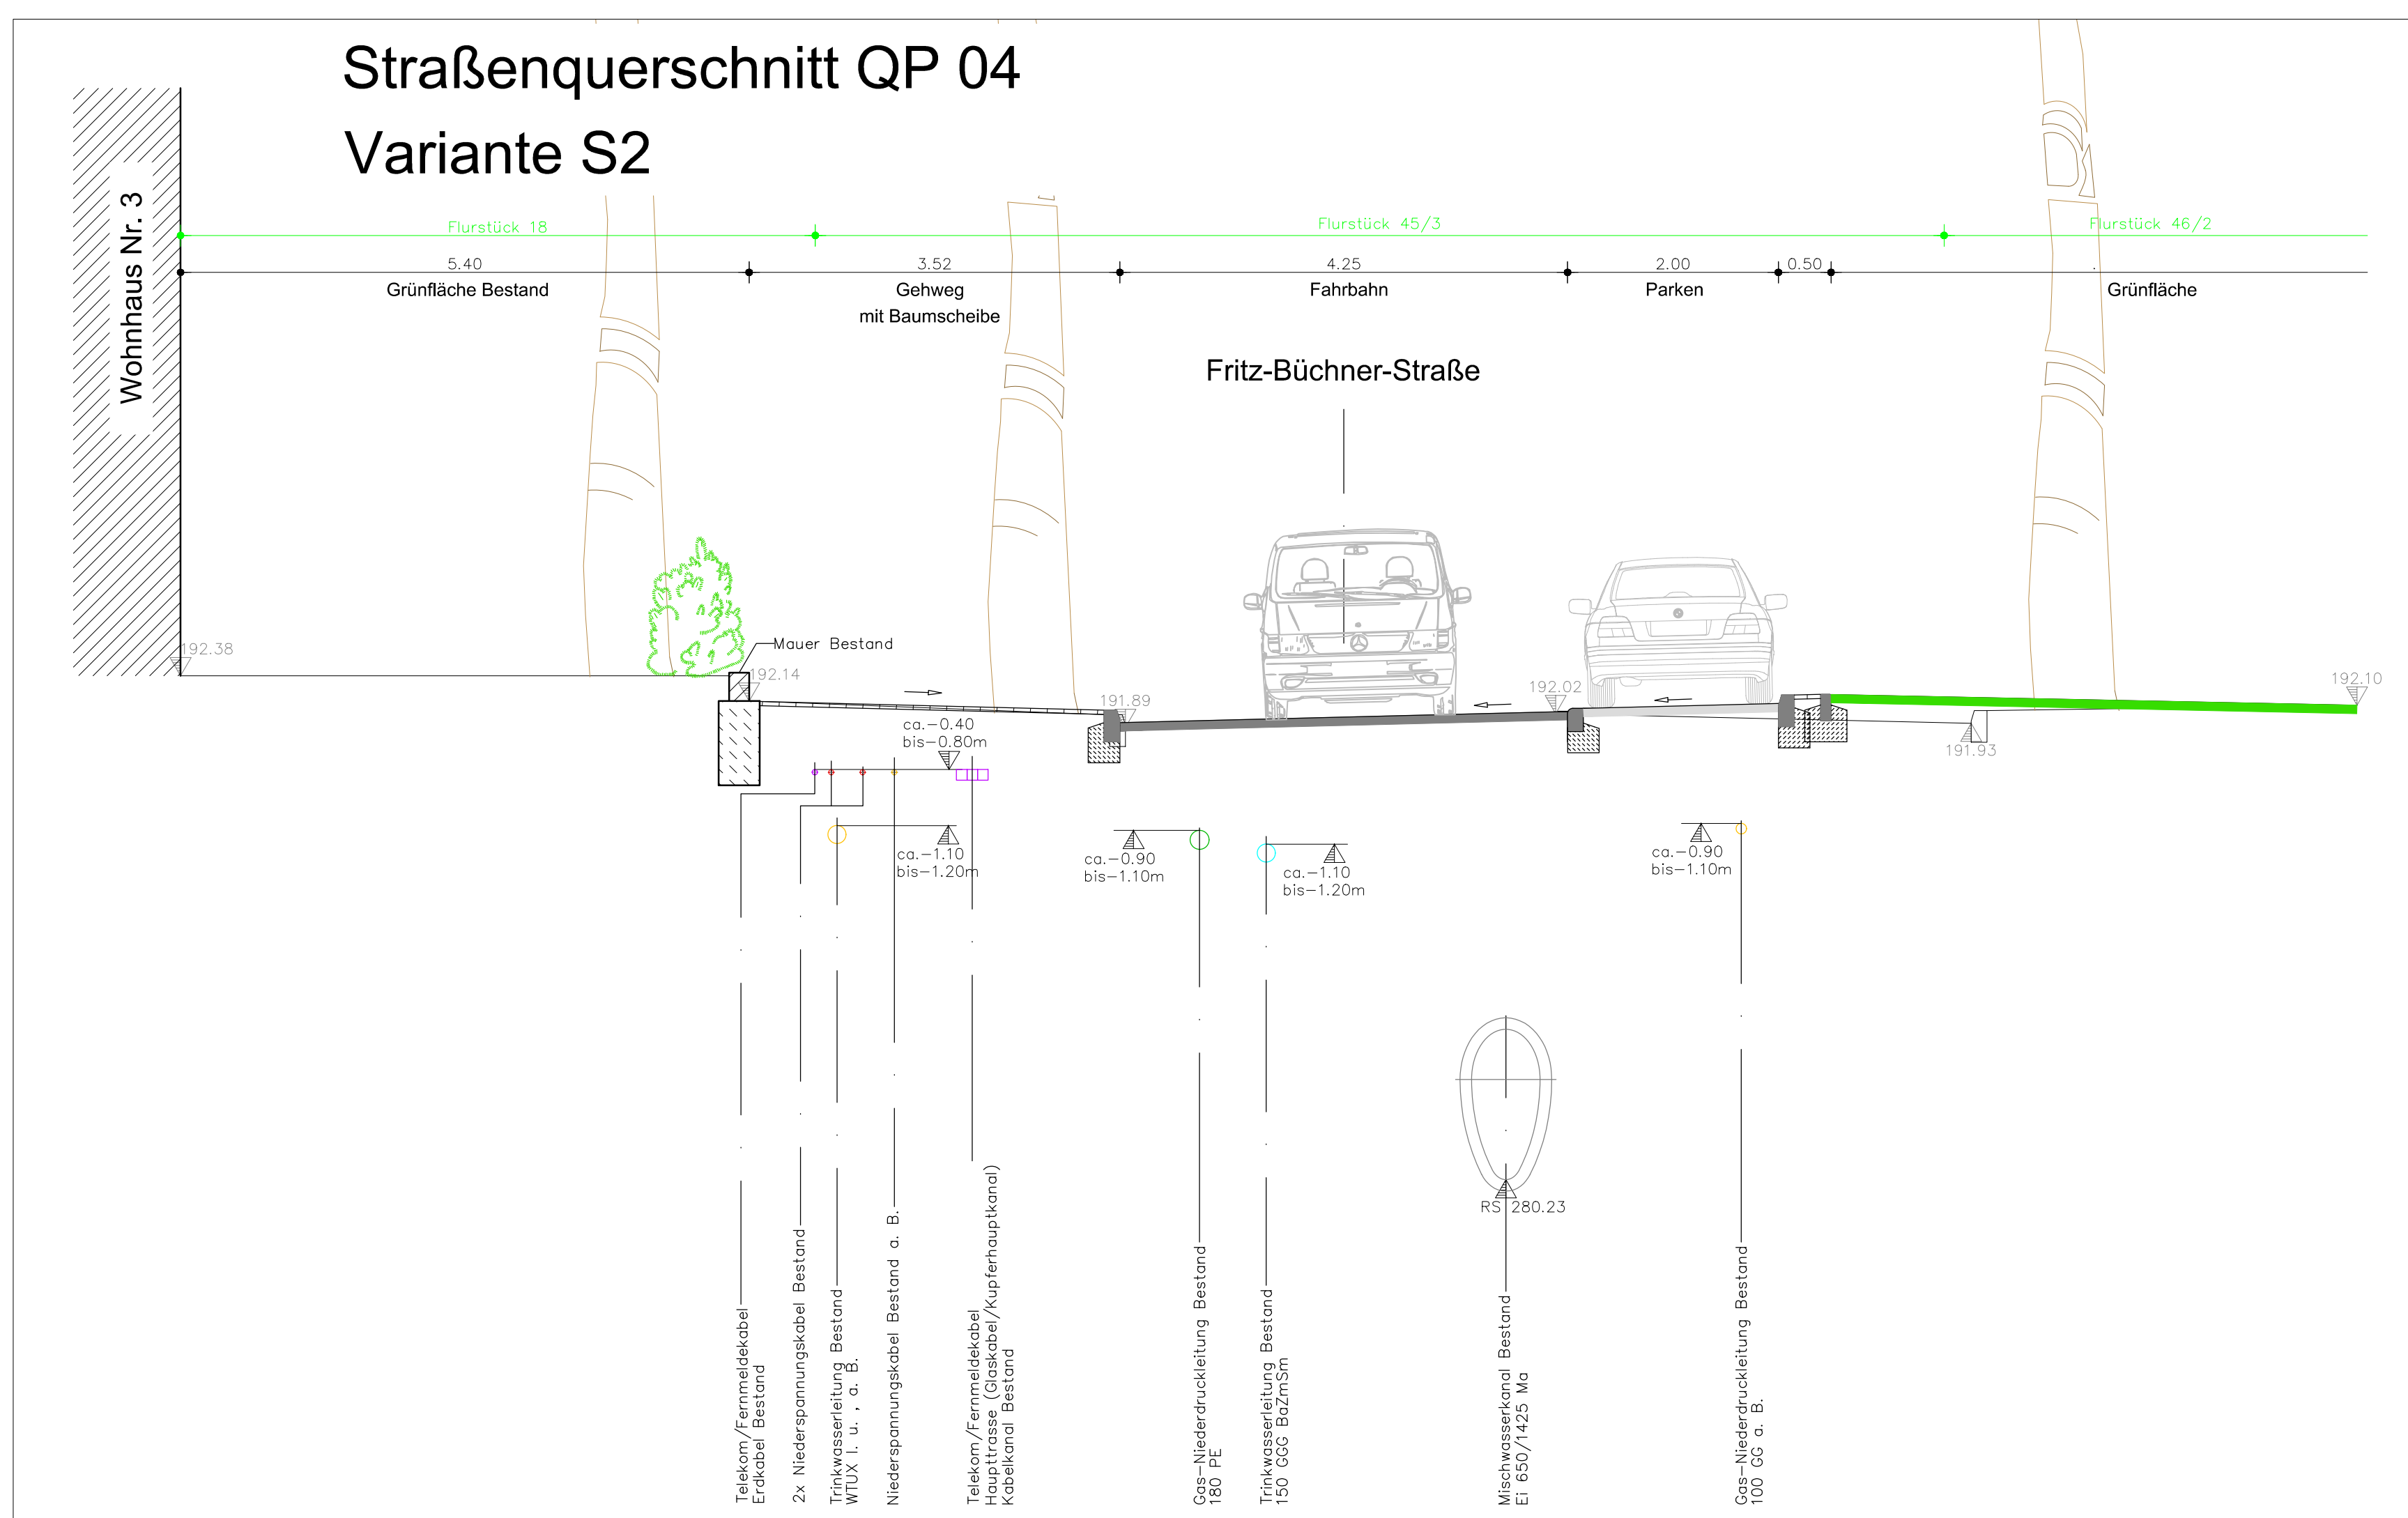 Straßenquerschnitt QP 04
Variante S2
Wohnhaus Nr. 3
Flurstück 18
Flurstück 45/3
Flurstück 46/2
5.40
3.52
4.25
2.00
0.50
Grünfläche Bestand
Gehweg
mit Baumscheibe
Fahrbahn
Parken
Grünfläche
Fritz-Büchner-Straße
Mauer Bestand
192.38
192.14
191.89
192.02
192.10
191.93
ca.-0.40
bis-0.80m
ca.-1.10
bis-1.20m
ca.-0.90
bis-1.10m
ca.-1.10
bis-1.20m
ca.-0.90
bis-1.10m
RS 280.23
Telekom/Fernmeldekabel
Erdkabel Bestand
2x Niederspannungskabel Bestand
Trinkwasserleitung Bestand
WTUX l. u. , a. B.
Niederspannungskabel Bestand a. B.
Telekom/Fernmeldekabel
Haupttrasse (Glaskabel/Kupferhauptkanal)
Kabelkanal Bestand
Gas-Niederdruckleitung Bestand
180 PE
Trinkwasserleitung Bestand
150 GGG BaZmSm
Mischwasserkanal Bestand
Ei 650/1425 Ma
Gas-Niederdruckleitung Bestand
100 GG a. B.